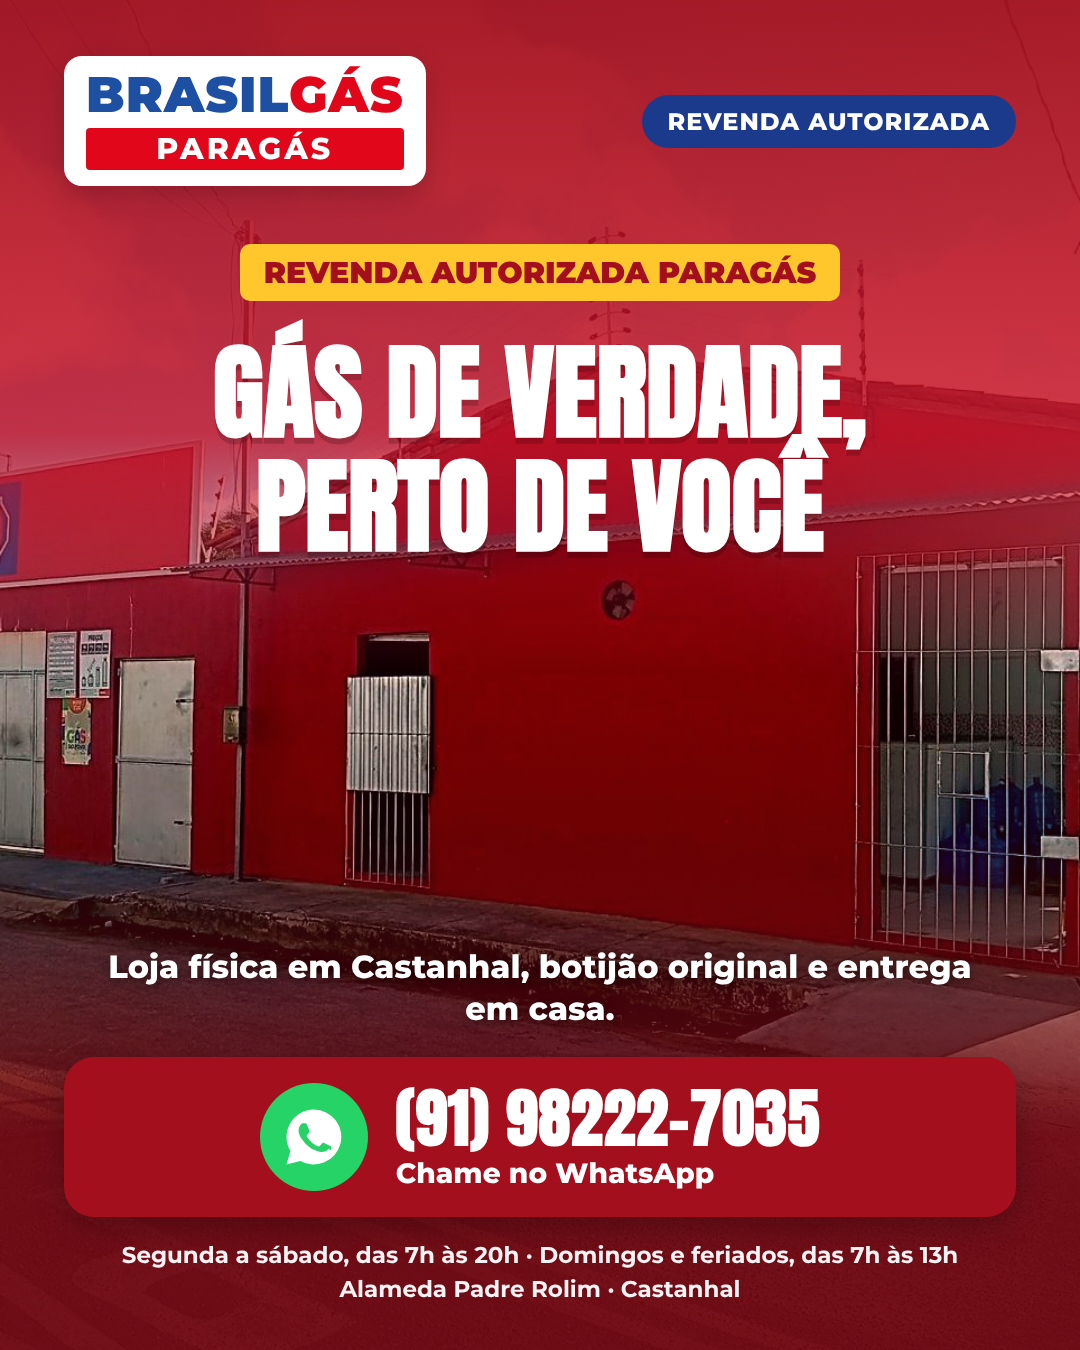 BRASILGÁS
PARAGÁS
REVENDA AUTORIZADA
REVENDA AUTORIZADA PARAGÁS
GÁS DE VERDADE,
PERTO DE VOCÊ
PREÇOS
GÁS
Loja física em Castanhal, botijão original e entrega
em casa.
(91) 98222-7035
Chame no WhatsApp
Segunda a sábado, das 7h às 20h · Domingos e feriados, das 7h às 13h
Alameda Padre Rolim · Castanhal